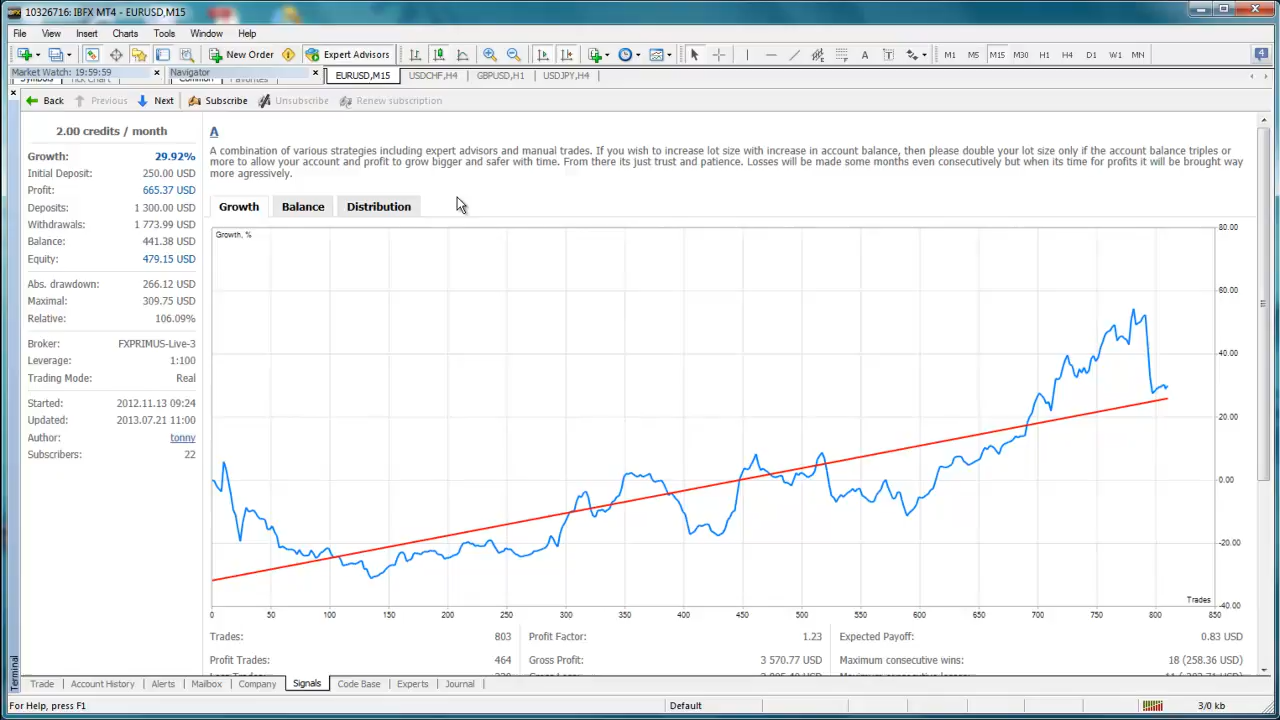 10326716: IBFX MT4 - EURUSD,M15
File View Insert Charts Tools Window Help
New Order Expert Advisors A T M1 M5 M15 M30 H1 H4 D1 W1 MN 4
Market Watch: 19:59:59 Navigator EURUSD,M15 USDCHF,H4 GBPUSD,H1 USDJPY,H4
Symbols Tick Chart Common Favorites
Back Previous Next Subscribe Unsubscribe Renew subscription
2.00 credits / month
Growth: 29.92%
Initial Deposit: 250.00 USD
Profit: 665.37 USD
Deposits: 1 300.00 USD
Withdrawals: 1 773.99 USD
Balance: 441.38 USD
Equity: 479.15 USD
Abs. drawdown: 266.12 USD
Maximal: 309.75 USD
Relative: 106.09%
Broker: FXPRIMUS-Live-3
Leverage: 1:100
Trading Mode: Real
Started: 2012.11.13 09:24
Updated: 2013.07.21 11:00
Author: tonny
Subscribers: 22
A
A combination of various strategies including expert advisors and manual trades. If you wish to increase lot size with increase in account balance, then please double your lot size only if the account balance triples or
more to allow your account and profit to grow bigger and safer with time. From there its just trust and patience. Losses will be made some months even consecutively but when its time for profits it will be brought way
more agressively.
Growth Balance Distribution
Growth, %
80.00
60.00
40.00
20.00
0.00
-20.00
-40.00
Trades
0 50 100 150 200 250 300 350 400 450 500 550 600 650 700 750 800 850
Trades: 803 Profit Factor: 1.23 Expected Payoff: 0.83 USD
Profit Trades: 464 Gross Profit: 3 570.77 USD Maximum consecutive wins: 18 (258.36 USD)
Terminal
Trade Account History Alerts Mailbox Company Signals Code Base Experts Journal
For Help, press F1 Default 3/0 kb